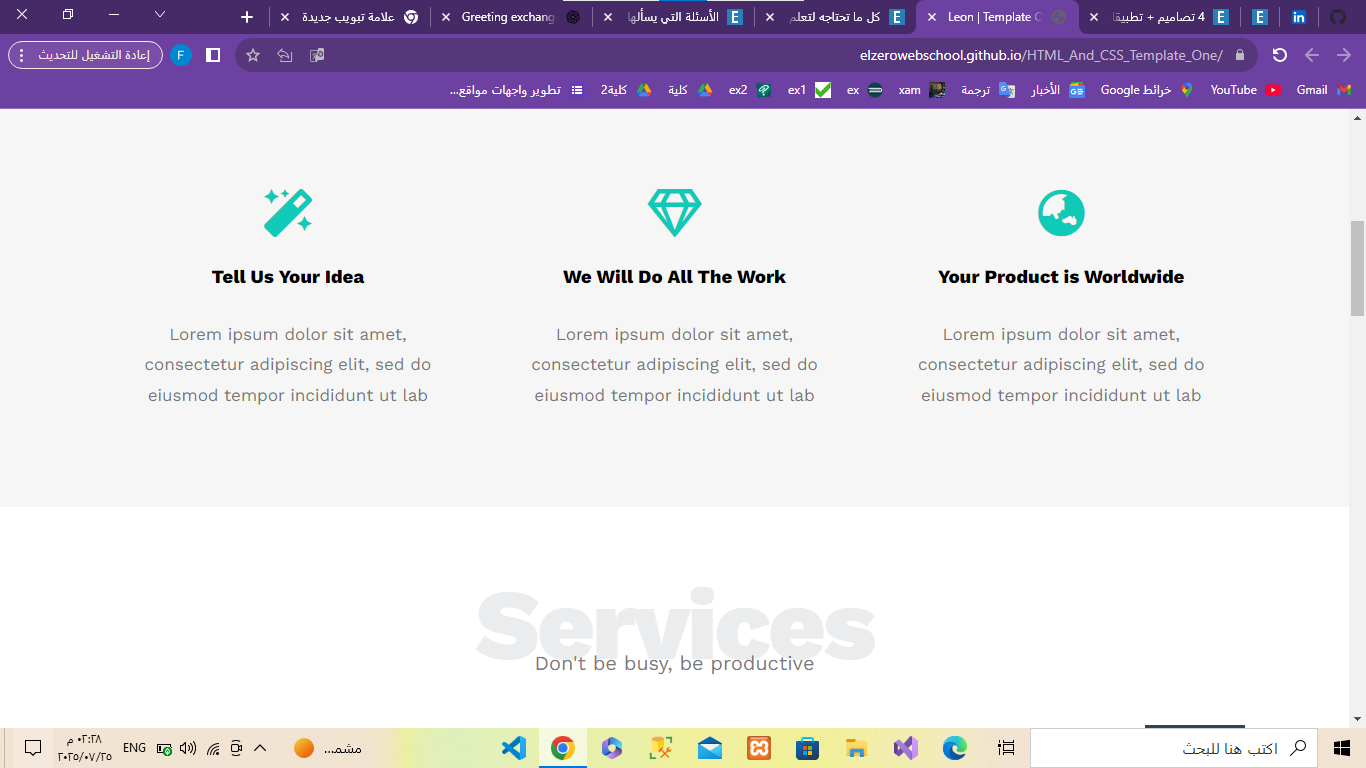 4 تصاميم + تطبيقا
Leon | Template O
كل ما تحتاجه لتعلم
الأسئلة التي يسألها
Greeting exchang
علامة تبويب جديدة
elzerowebschool.github.io/HTML_And_CSS_Template_One/
F
إعادة التشغيل للتحديث
Gmail
YouTube
خرائط Google
الأخبار
ترجمة
xam
ex
ex1
ex2
كلية
كلية2
تطوير واجهات مواقع...
Tell Us Your Idea
Lorem ipsum dolor sit amet,
consectetur adipiscing elit, sed do
eiusmod tempor incididunt ut lab
We Will Do All The Work
Lorem ipsum dolor sit amet,
consectetur adipiscing elit, sed do
eiusmod tempor incididunt ut lab
Your Product is Worldwide
Lorem ipsum dolor sit amet,
consectetur adipiscing elit, sed do
eiusmod tempor incididunt ut lab
Services
Don't be busy, be productive
اكتب هنا للبحث
مشمـ...
ENG
٠٢:٢٨ م
٢٠٢٥/٠٧/٢٥